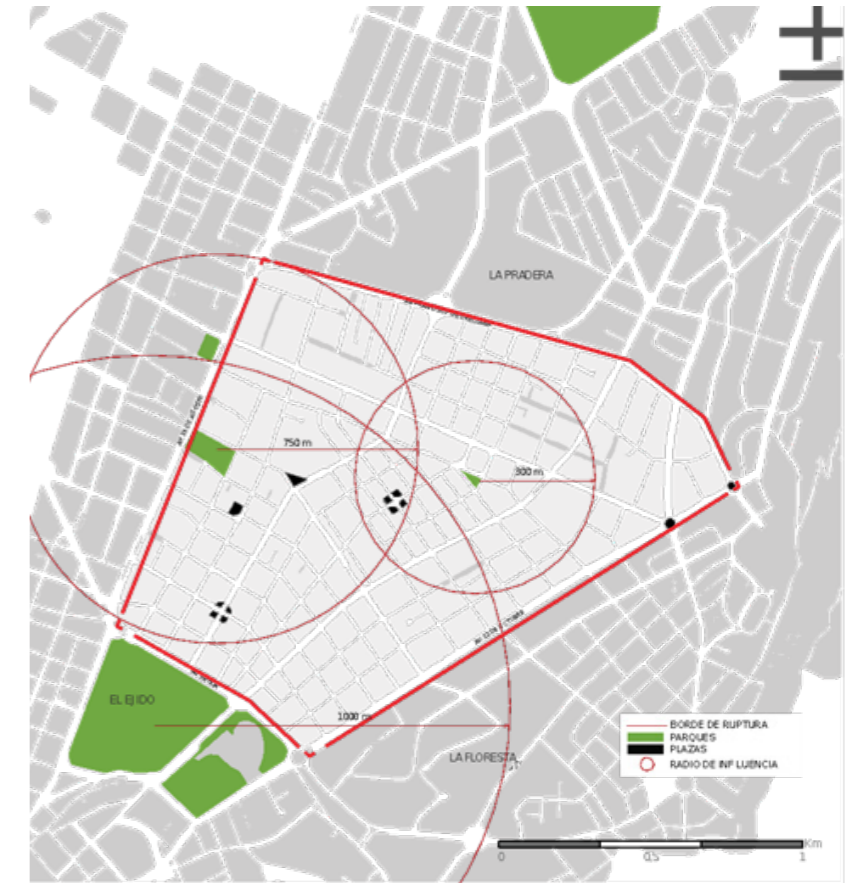 LA PRADERA
750 m
300 m
EL EJIDO
1000 m
LA FLORESTA
BORDE DE RUPTURA
PARQUES
PLAZAS
RADIO DE INFLUENCIA
Km
0
0,5
1